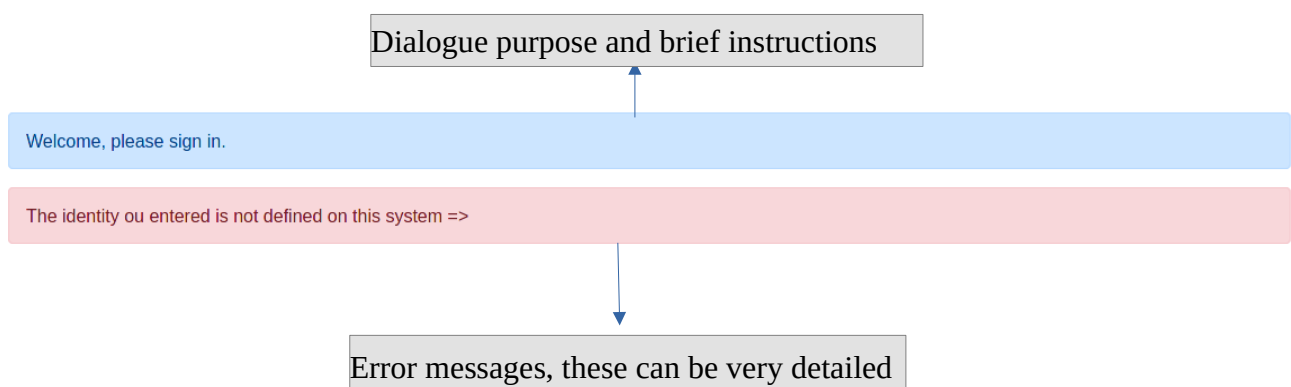 Dialogue purpose and brief instructions
Welcome, please sign in.
The identity ou entered is not defined on this system =>
Error messages, these can be very detailed